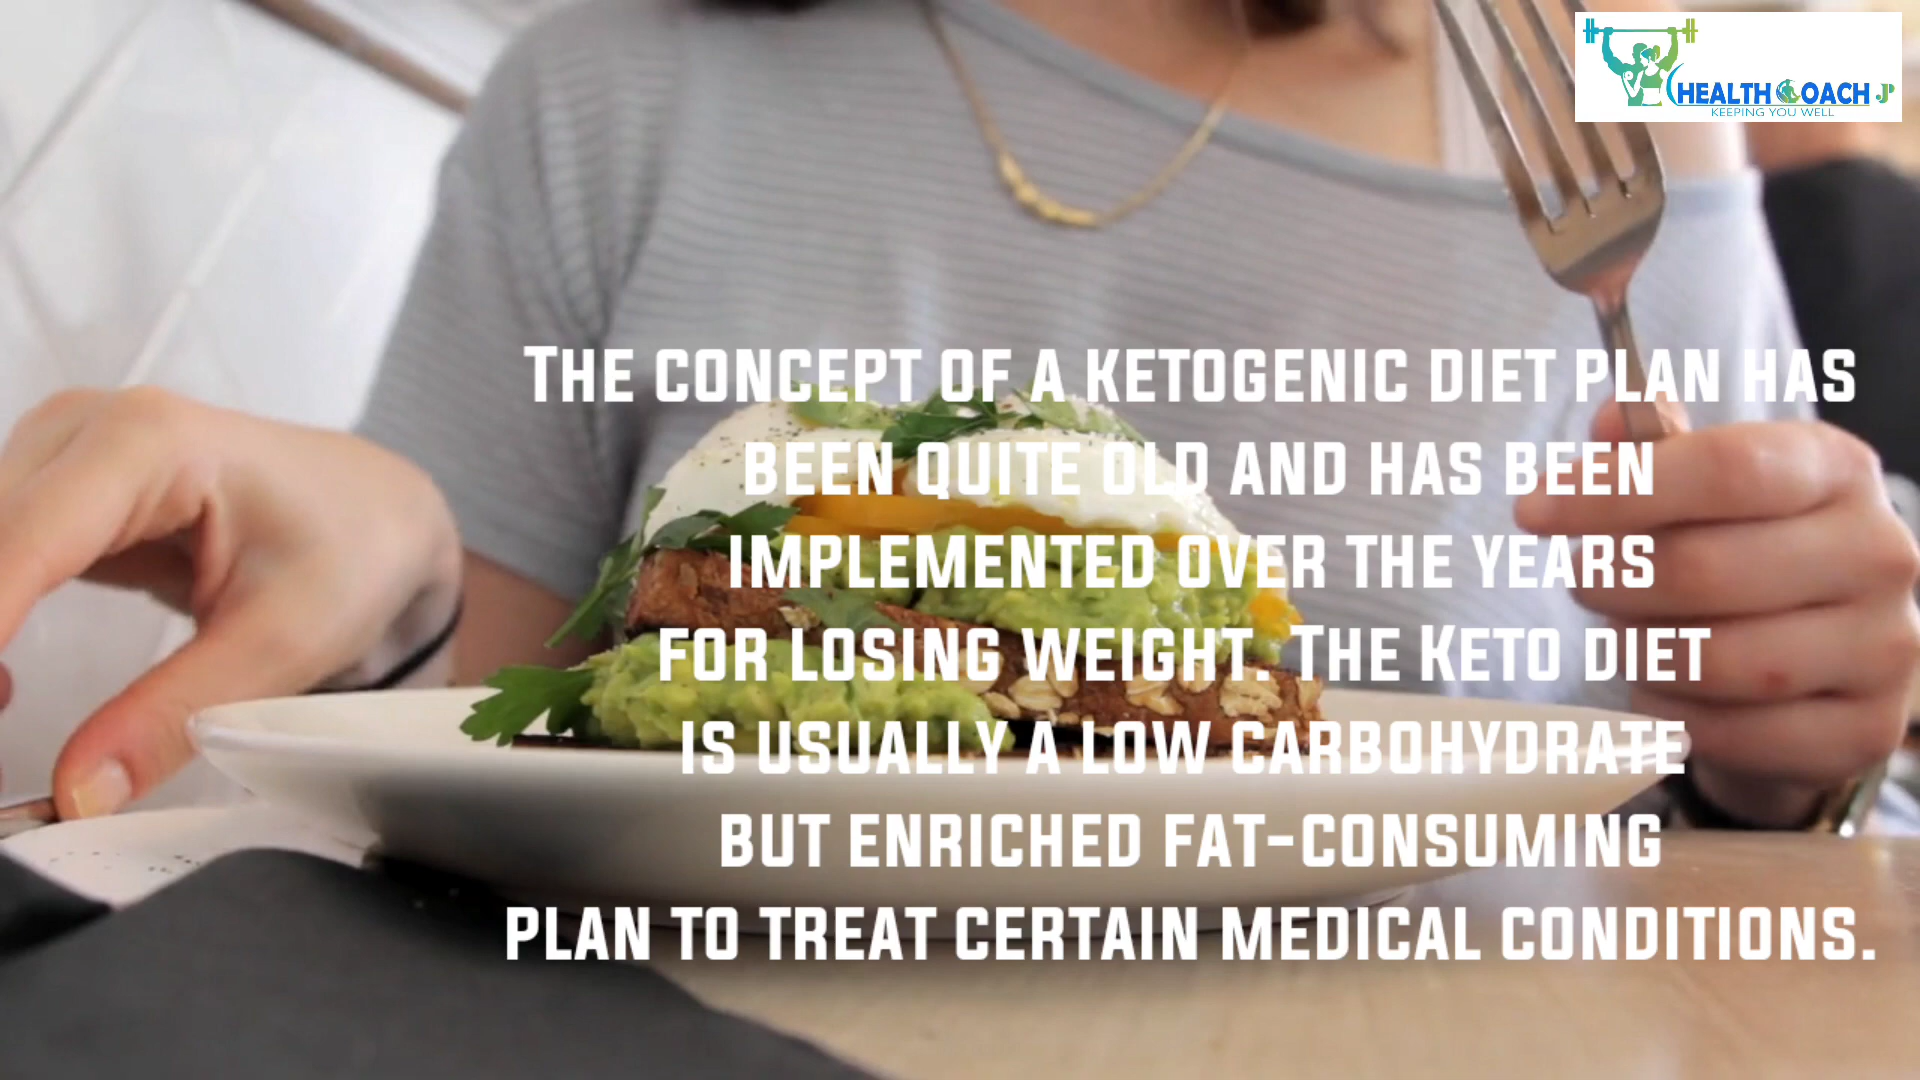 HEALTH COACH JP
KEEPING YOU WELL
The concept of a ketogenic diet plan has
been quite old and has been
implemented over the years
for losing weight. The Keto diet
is usually a low carbohydrate
but enriched fat-consuming
plan to treat certain medical conditions.